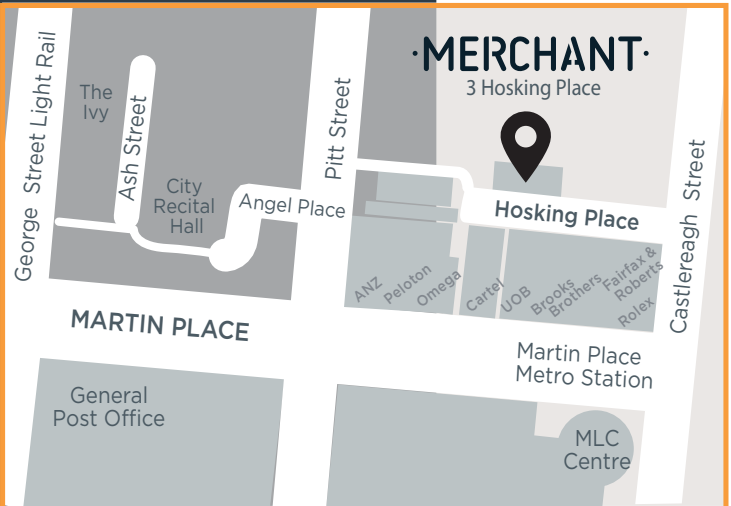 ·MERCHANT·
3 Hosking Place
George Street Light Rail
The
Ivy
Ash Street
City
Recital
Hall
Angel Place
Pitt Street
Hosking Place
Castlereagh Street
ANZ
Peloton
Omega
Cartel
UOB
Brooks
Brothers
Fairfax &
Roberts
Rolex
MARTIN PLACE
Martin Place
Metro Station
General
Post Office
MLC
Centre